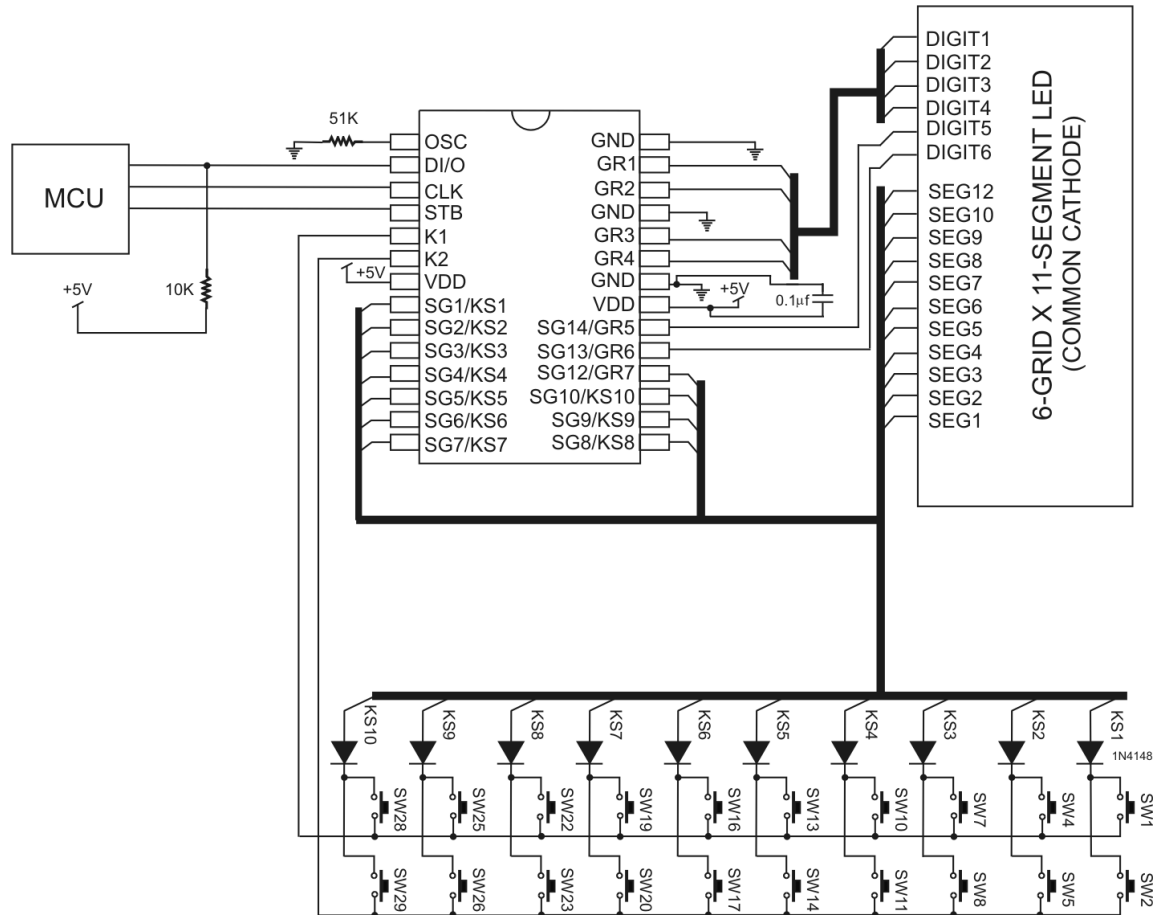 MCU
+5V
10K
51K
OSC
DI/O
CLK
STB
K1
K2
VDD
SG1/KS1
SG2/KS2
SG3/KS3
SG4/KS4
SG5/KS5
SG6/KS6
SG7/KS7
+5V
GND
GR1
GR2
GND
GR3
GR4
GND
VDD
SG14/GR5
SG13/GR6
SG12/GR7
SG10/KS10
SG9/KS9
SG8/KS8
+5V
0.1µf
DIGIT1
DIGIT2
DIGIT3
DIGIT4
DIGIT5
DIGIT6
SEG12
SEG10
SEG9
SEG8
SEG7
SEG6
SEG5
SEG4
SEG3
SEG2
SEG1
6-GRID X 11-SEGMENT LED
(COMMON CATHODE)
KS10
KS9
KS8
KS7
KS6
KS5
KS4
KS3
KS2
KS1
1N4148
SW28
SW25
SW22
SW19
SW16
SW13
SW10
SW7
SW4
SW1
SW29
SW26
SW23
SW20
SW17
SW14
SW11
SW8
SW5
SW2